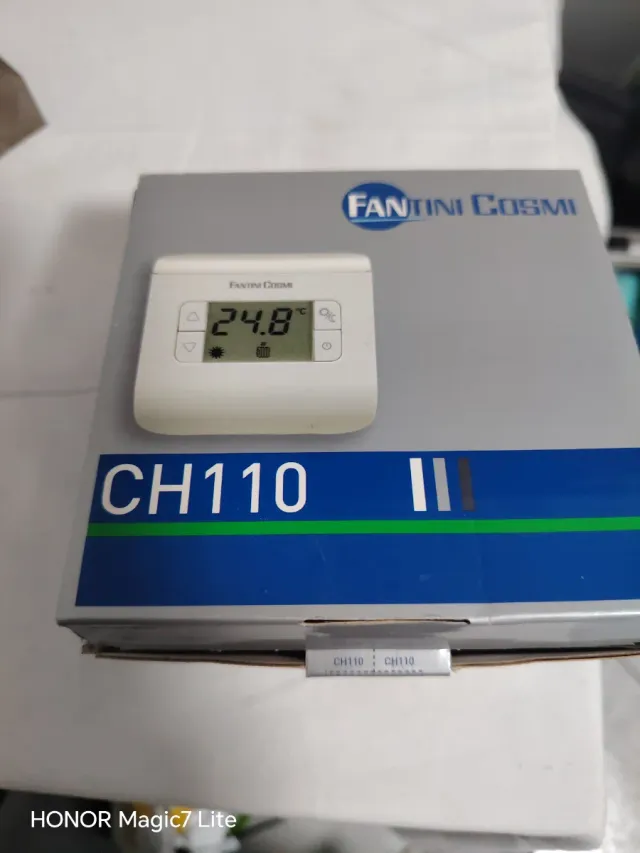 FANTINI COSMI
FANTINI COSMI
24.8 °C
CH110
CH110 CH110
HONOR Magic7 Lite